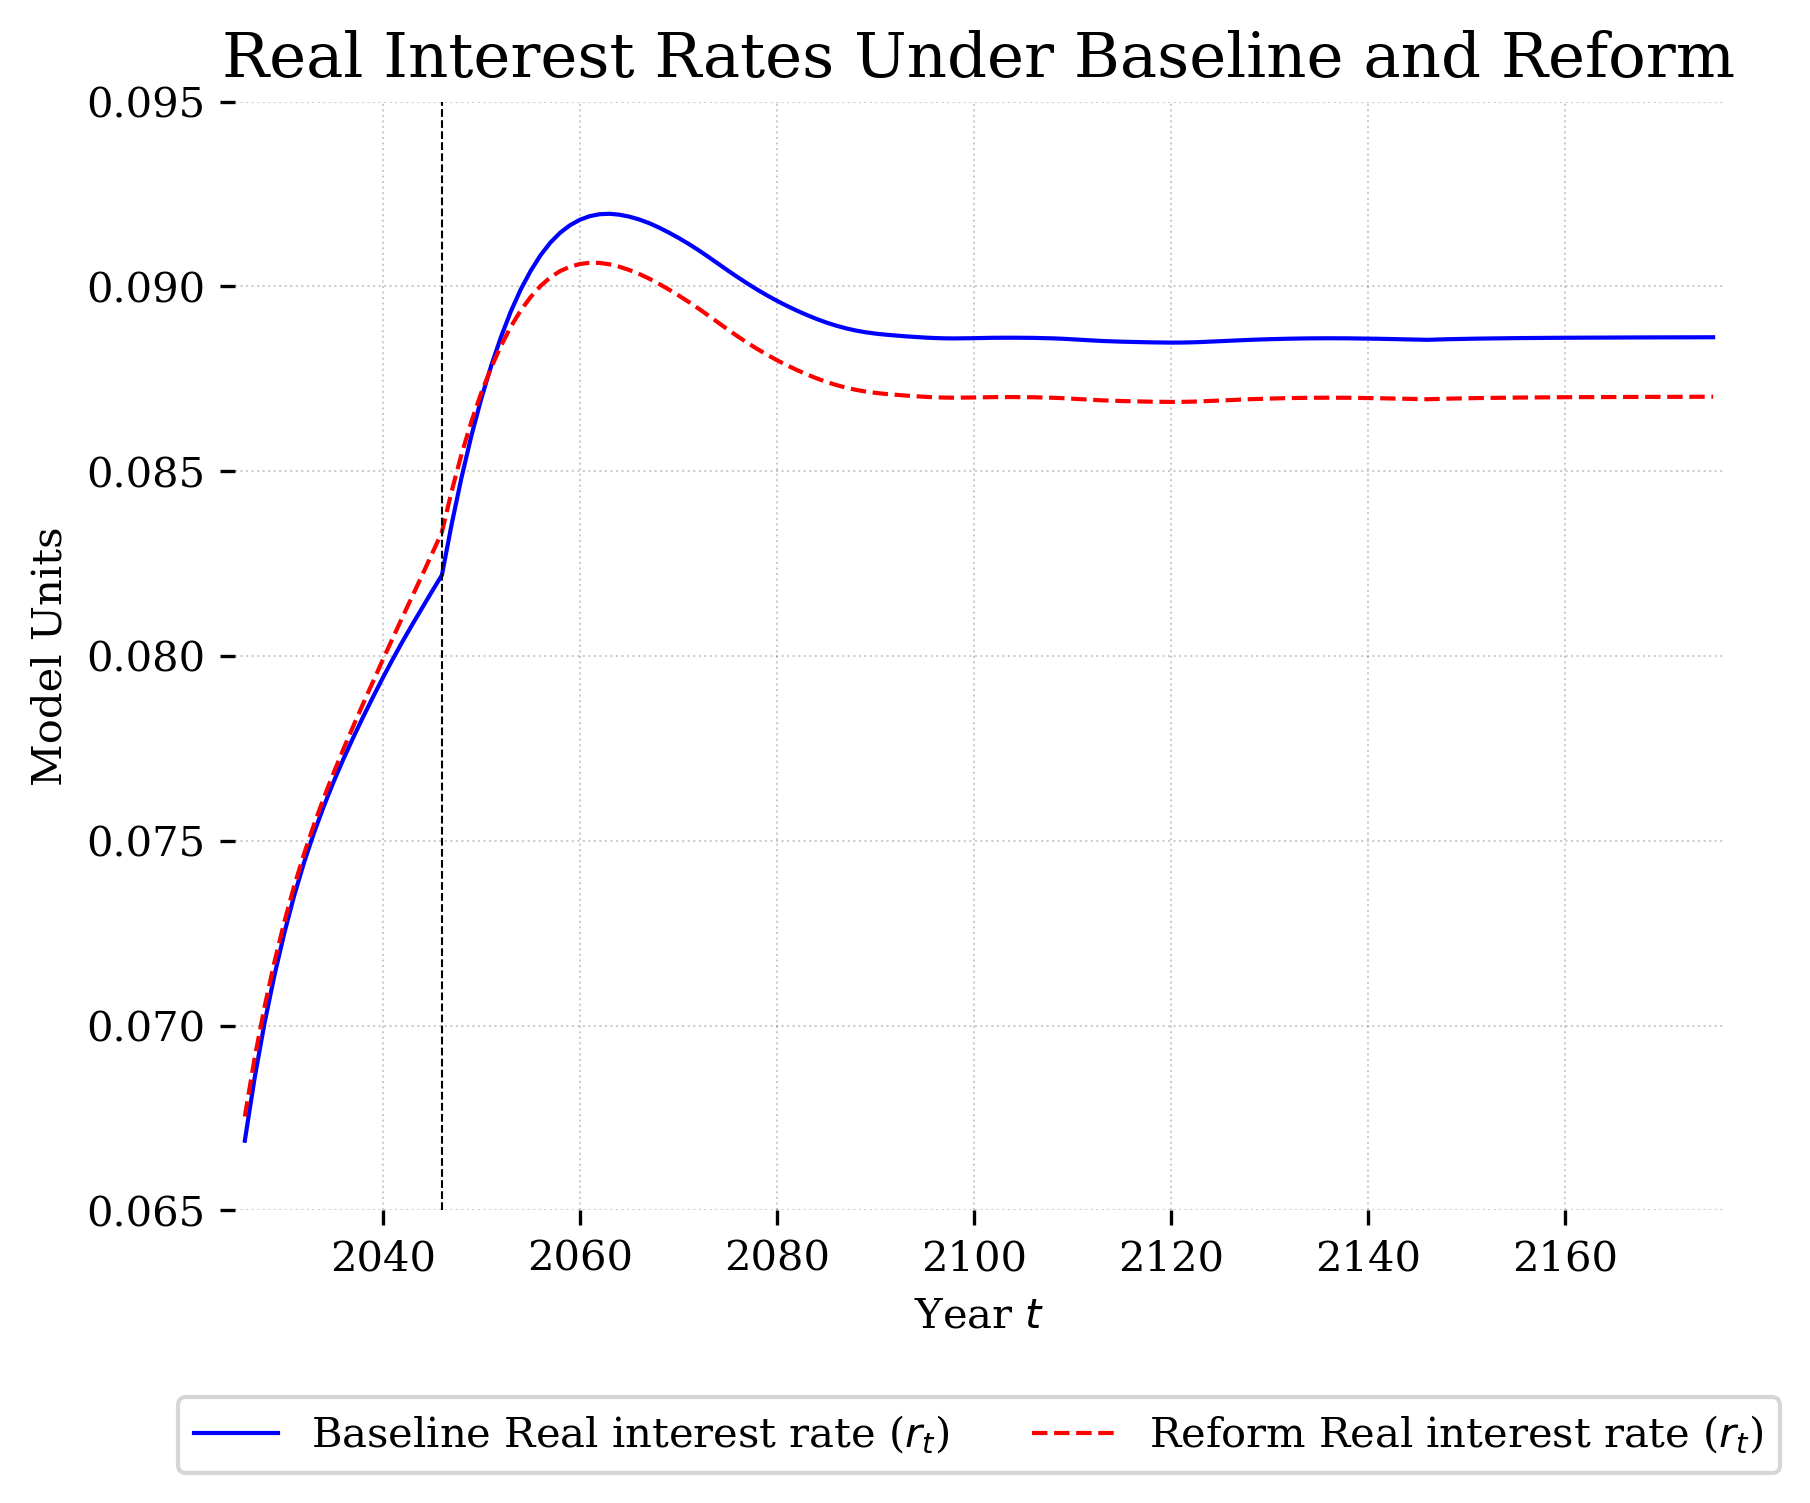 Real Interest Rates Under Baseline and Reform
0.095
0.090
0.085
0.080
0.075
0.070
0.065
Model Units
2040 2060 2080 2100 2120 2140 2160
Year t
Baseline Real interest rate (r_t) Reform Real interest rate (r_t)